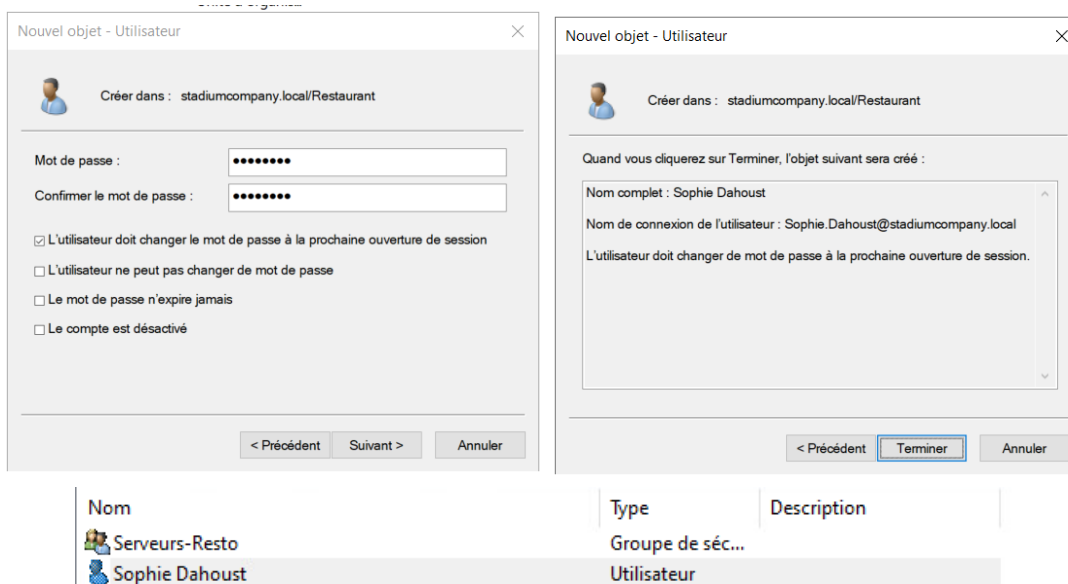 Nouvel objet - Utilisateur
Créer dans : stadiumcompany.local/Restaurant
Mot de passe :
Confirmer le mot de passe :
L'utilisateur doit changer le mot de passe à la prochaine ouverture de session
L'utilisateur ne peut pas changer de mot de passe
Le mot de passe n'expire jamais
Le compte est désactivé
< Précédent Suivant > Annuler
Nouvel objet - Utilisateur
Créer dans : stadiumcompany.local/Restaurant
Quand vous cliquerez sur Terminer, l'objet suivant sera créé :
Nom complet : Sophie Dahoust
Nom de connexion de l'utilisateur : Sophie.Dahoust@stadiumcompany.local
L'utilisateur doit changer de mot de passe à la prochaine ouverture de session.
< Précédent Terminer Annuler
Nom Type Description
Serveurs-Resto Groupe de séc...
Sophie Dahoust Utilisateur